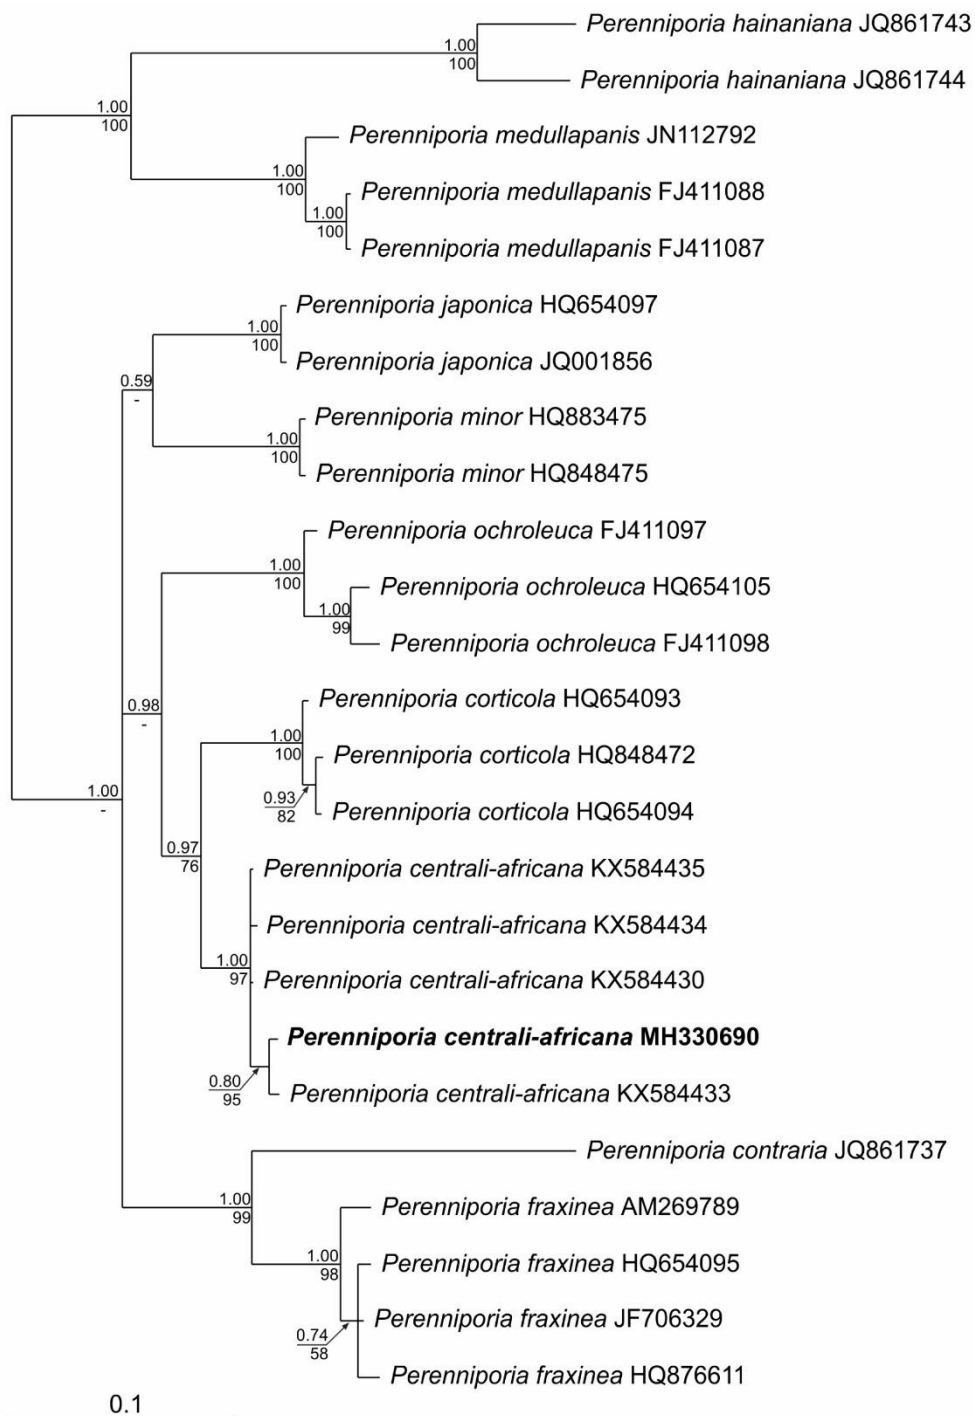 Perenniporia hainaniana JQ861743
1.00
100
Perenniporia hainaniana JQ861744
1.00
100
Perenniporia medullapanis JN112792
1.00
100
Perenniporia medullapanis FJ411088
1.00
100
Perenniporia medullapanis FJ411087
Perenniporia japonica HQ654097
1.00
100
Perenniporia japonica JQ001856
0.59
-
Perenniporia minor HQ883475
1.00
100
Perenniporia minor HQ848475
Perenniporia ochroleuca FJ411097
1.00
100
Perenniporia ochroleuca HQ654105
1.00
99
Perenniporia ochroleuca FJ411098
0.98
-
Perenniporia corticola HQ654093
1.00
100
Perenniporia corticola HQ848472
0.93
82
Perenniporia corticola HQ654094
1.00
-
0.97
76
Perenniporia centrali-africana KX584435
Perenniporia centrali-africana KX584434
1.00
97
Perenniporia centrali-africana KX584430
Perenniporia centrali-africana MH330690
0.80
95
Perenniporia centrali-africana KX584433
Perenniporia contraria JQ861737
1.00
99
Perenniporia fraxinea AM269789
1.00
98
Perenniporia fraxinea HQ654095
Perenniporia fraxinea JF706329
0.74
58
Perenniporia fraxinea HQ876611
0.1